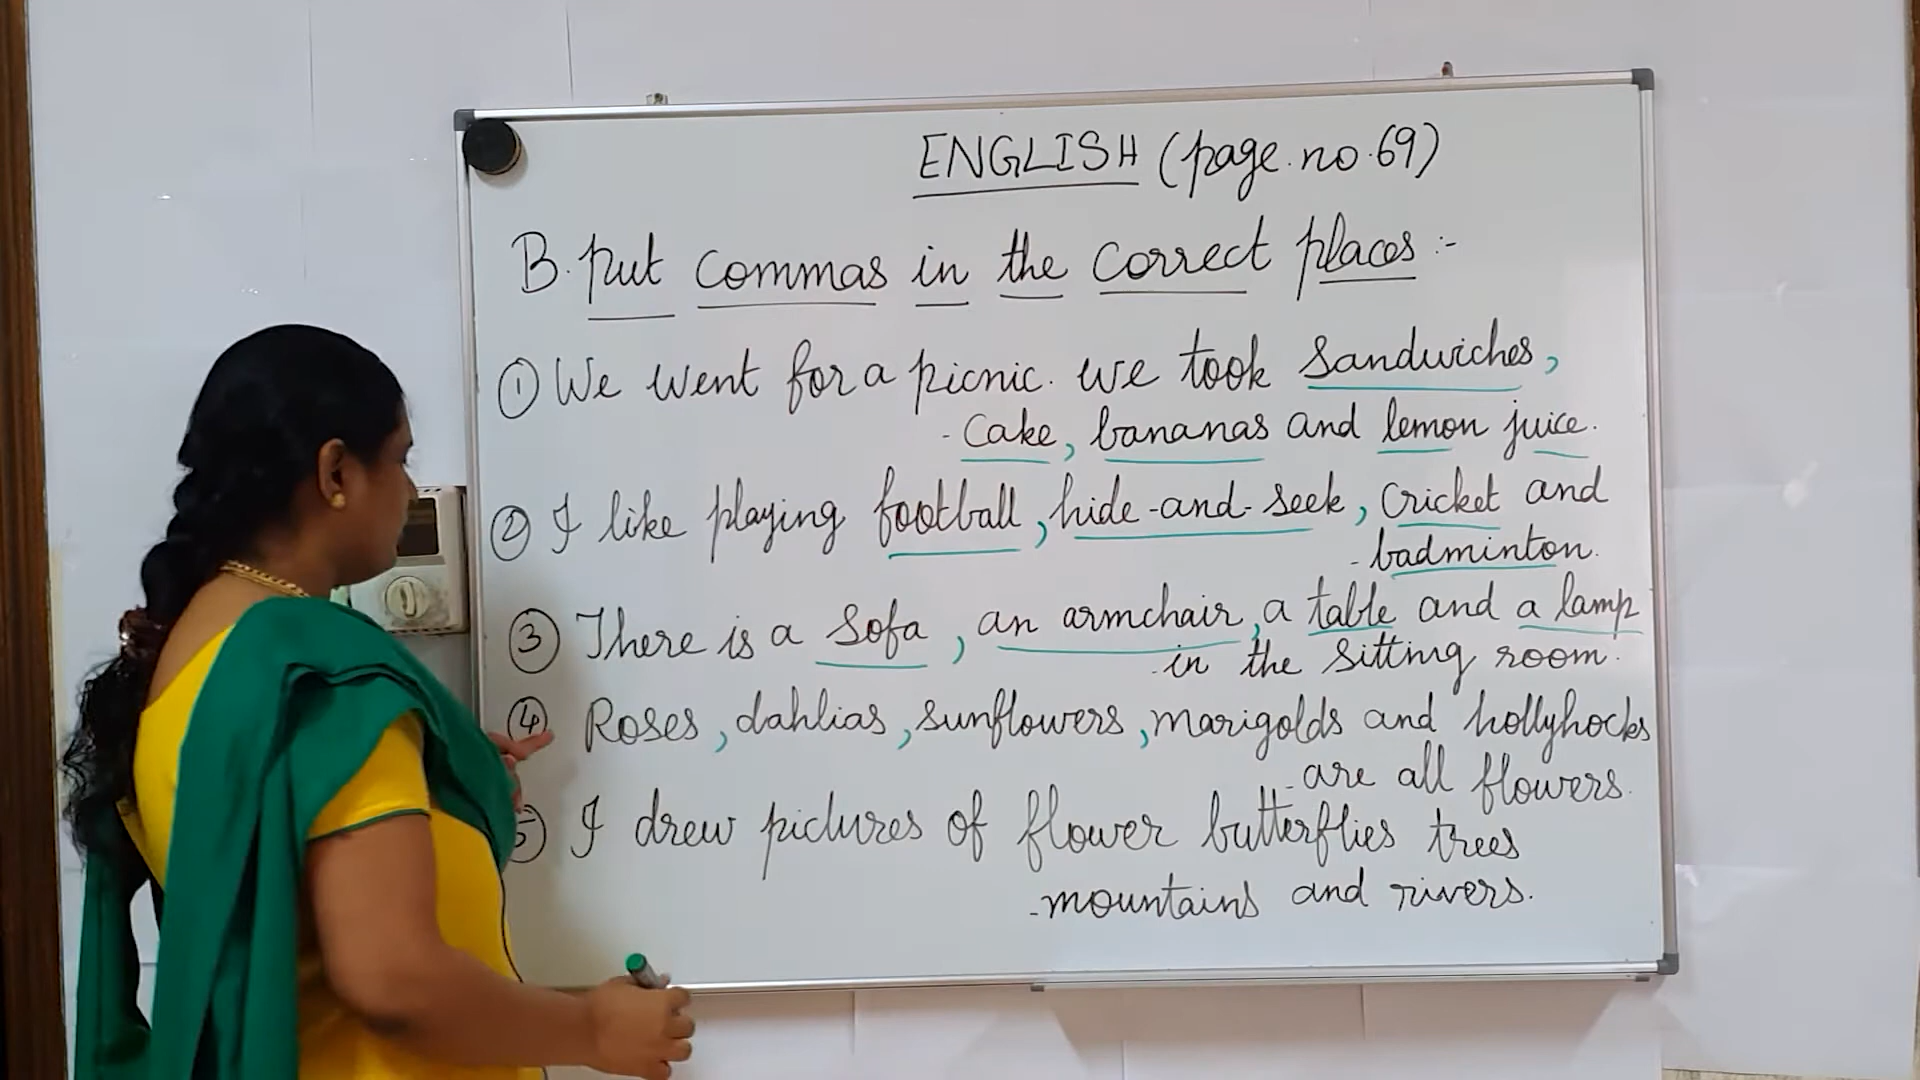 ENGLISH (page.no.69)
B. put commas in the correct places :-
① We went for a picnic. we took sandwiches,
- cake, bananas and lemon juice.
② I like playing football, hide-and-seek, cricket and
- badminton.
③ There is a sofa, an armchair, a table and a lamp
- in the sitting room.
④ Roses, dahlias, sunflowers, marigolds and hollyhocks
- are all flowers.
⑤ I drew pictures of flower butterflies trees
- mountains and rivers.